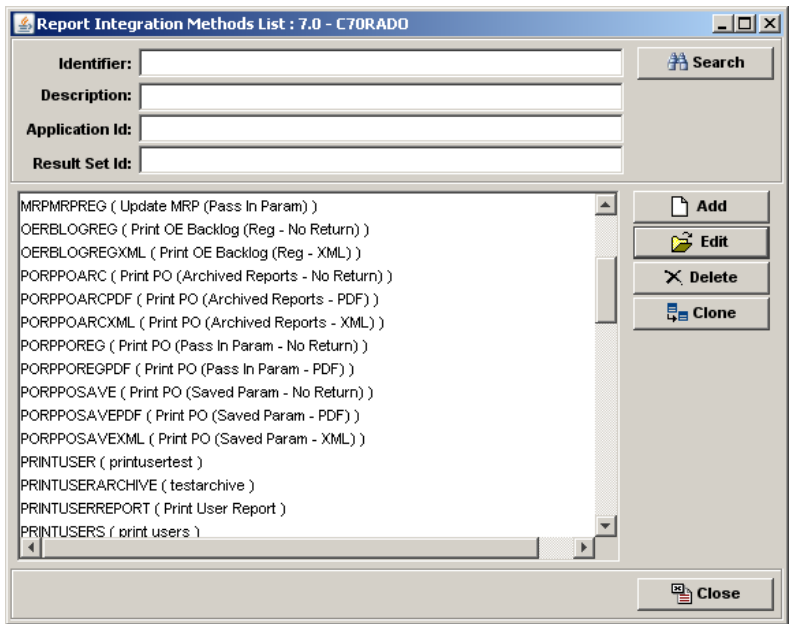 Report Integration Methods List : 7.0 - C70RADO
Identifier:
Search
Description:
Application Id:
Result Set Id:
MRPMRPREG ( Update MRP (Pass In Param) )
OERBLOGREG ( Print OE Backlog (Reg - No Return) )
OERBLOGREGXML ( Print OE Backlog (Reg - XML) )
PORPPOARC ( Print PO (Archived Reports - No Return) )
PORPPOARCPDF ( Print PO (Archived Reports - PDF) )
PORPPOARCXML ( Print PO (Archived Reports - XML) )
PORPPOREG ( Print PO (Pass In Param - No Return) )
PORPPOREGPDF ( Print PO (Pass In Param - PDF) )
PORPPOSAVE ( Print PO (Saved Param - No Return) )
PORPPOSAVEPDF ( Print PO (Saved Param - PDF) )
PORPPOSAVEXML ( Print PO (Saved Param - XML) )
PRINTUSER ( printusertest )
PRINTUSERARCHIVE ( testarchive )
PRINTUSERREPORT ( Print User Report )
PRINTUSERS ( print users )
Add
Edit
Delete
Clone
Close